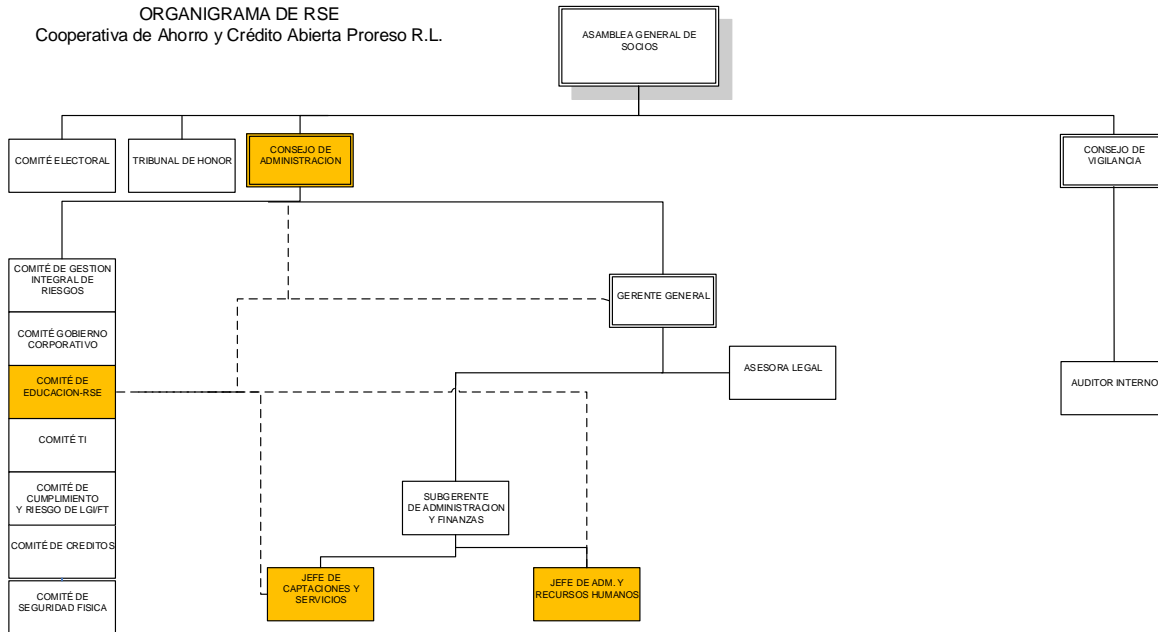 ORGANIGRAMA DE RSE
Cooperativa de Ahorro y Crédito Abierta Proreso R.L.
ASAMBLEA GENERAL DE
SOCIOS
COMITÉ ELECTORAL
TRIBUNAL DE HONOR
CONSEJO DE
ADMINISTRACION
CONSEJO DE
VIGILANCIA
COMITÉ DE GESTION
INTEGRAL DE
RIESGOS
GERENTE GENERAL
COMITÉ GOBIERNO
CORPORATIVO
ASESORA LEGAL
COMITÉ DE
EDUCACION-RSE
AUDITOR INTERNO
COMITÉ TI
COMITÉ DE
CUMPLIMIENTO
Y RIESGO DE LGI/FT
SUBGERENTE
DE ADMINISTRACION
Y FINANZAS
COMITÉ DE CREDITOS
JEFE DE
CAPTACIONES Y
SERVICIOS
JEFE DE ADM. Y
RECURSOS HUMANOS
COMITÉ DE
SEGURIDAD FISICA